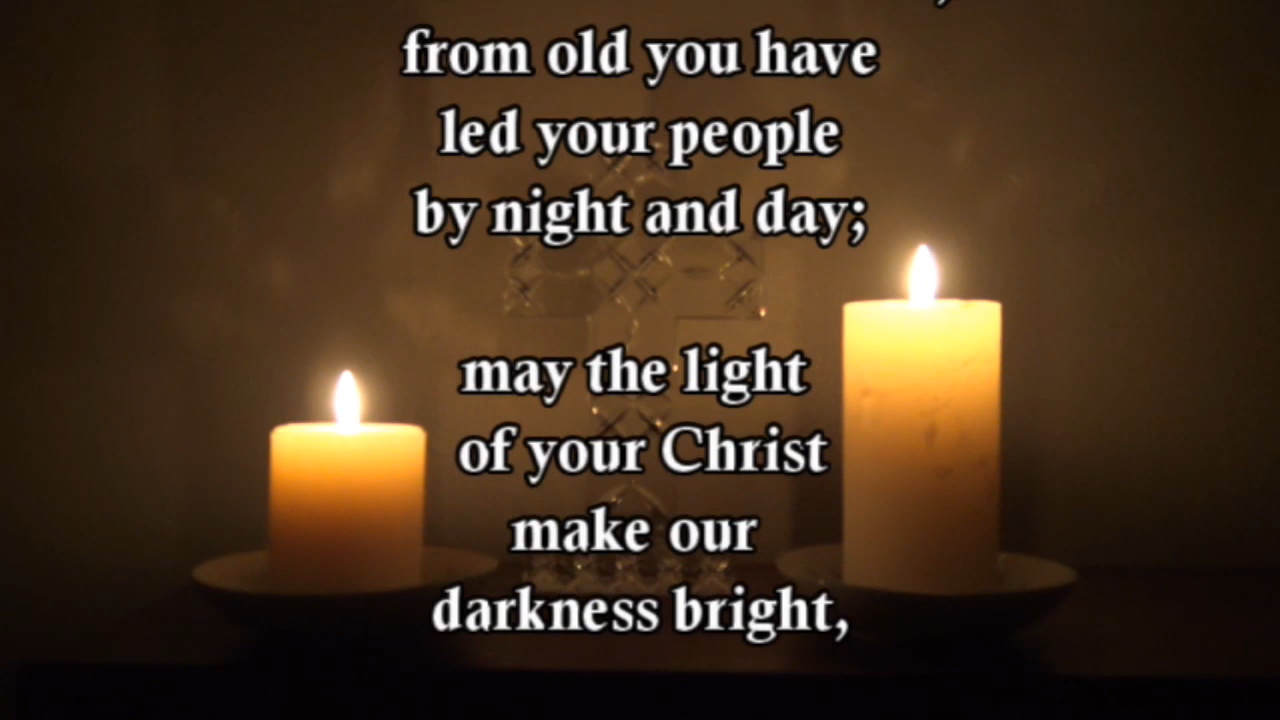 from old you have
led your people
by night and day;
may the light
of your Christ
make our
darkness bright,